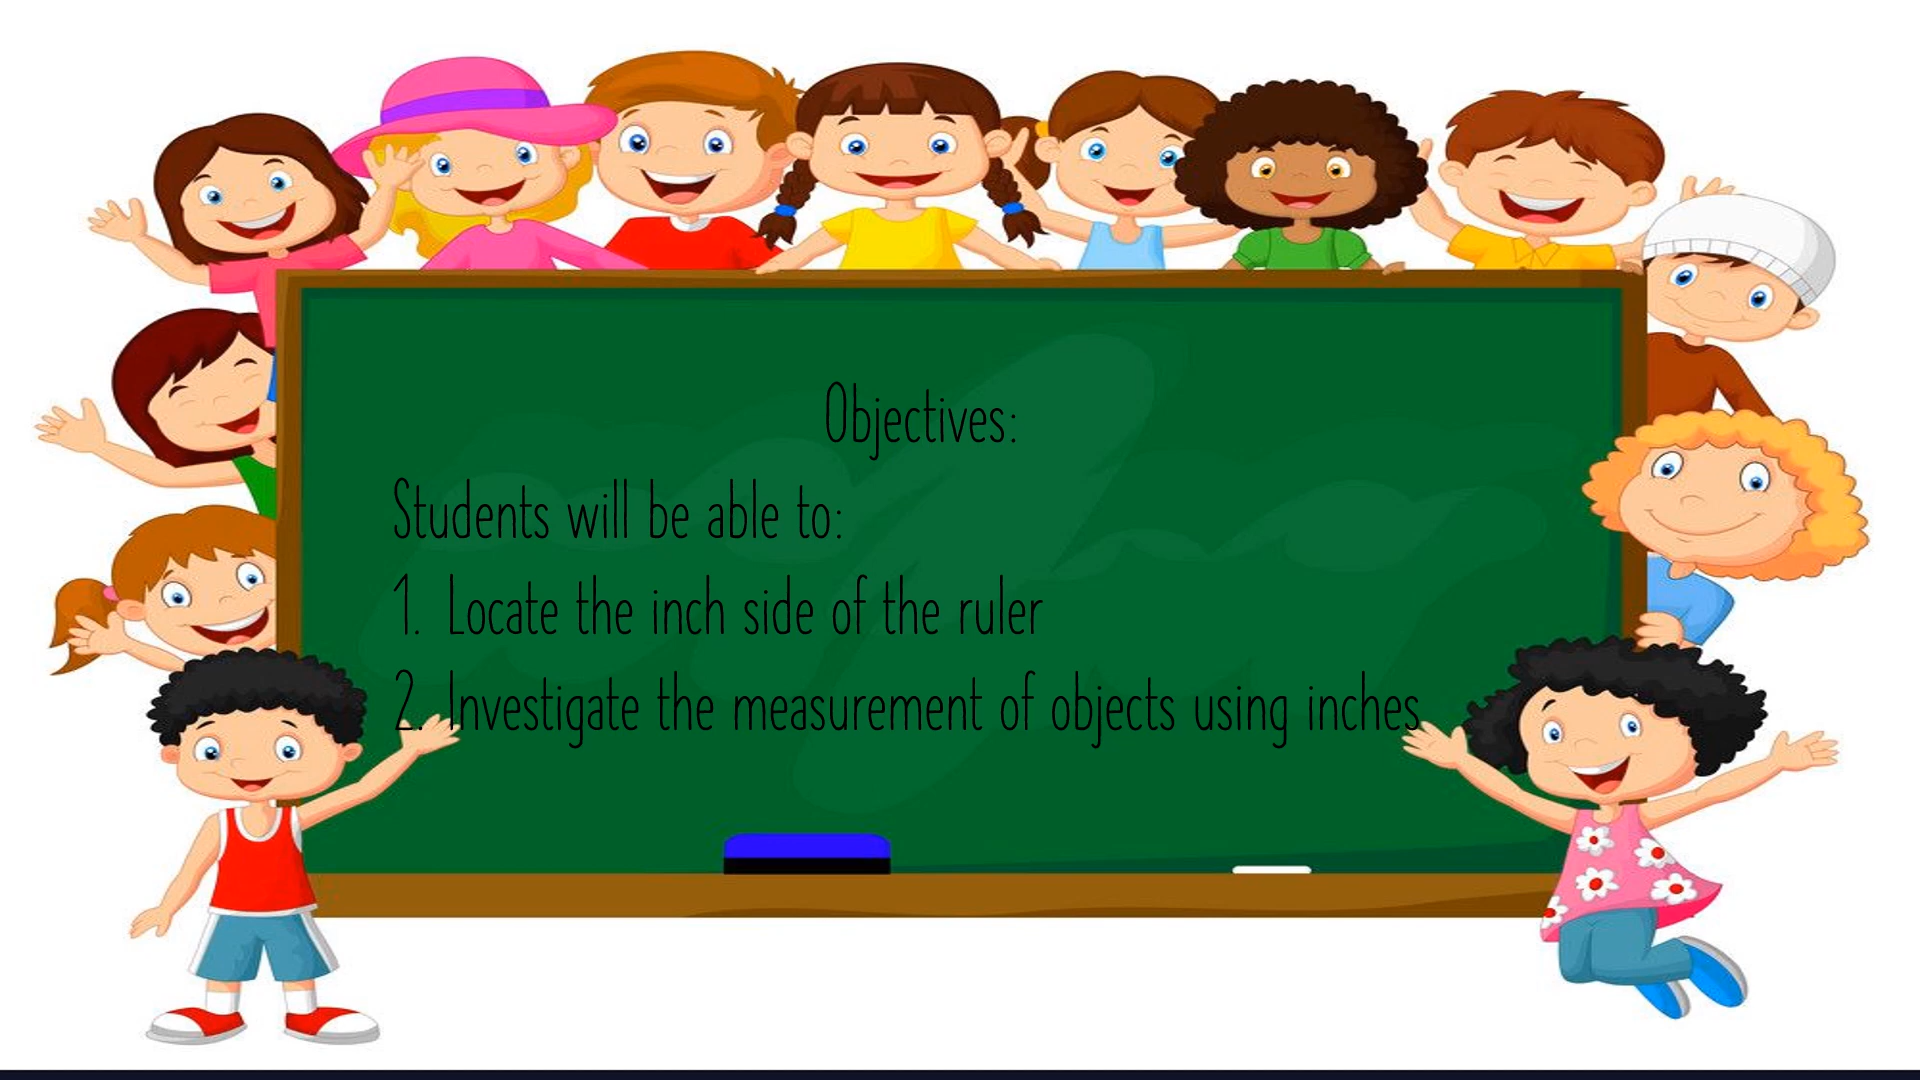 Objectives:
Students will be able to:
1. Locate the inch side of the ruler
2. Investigate the measurement of objects using inches